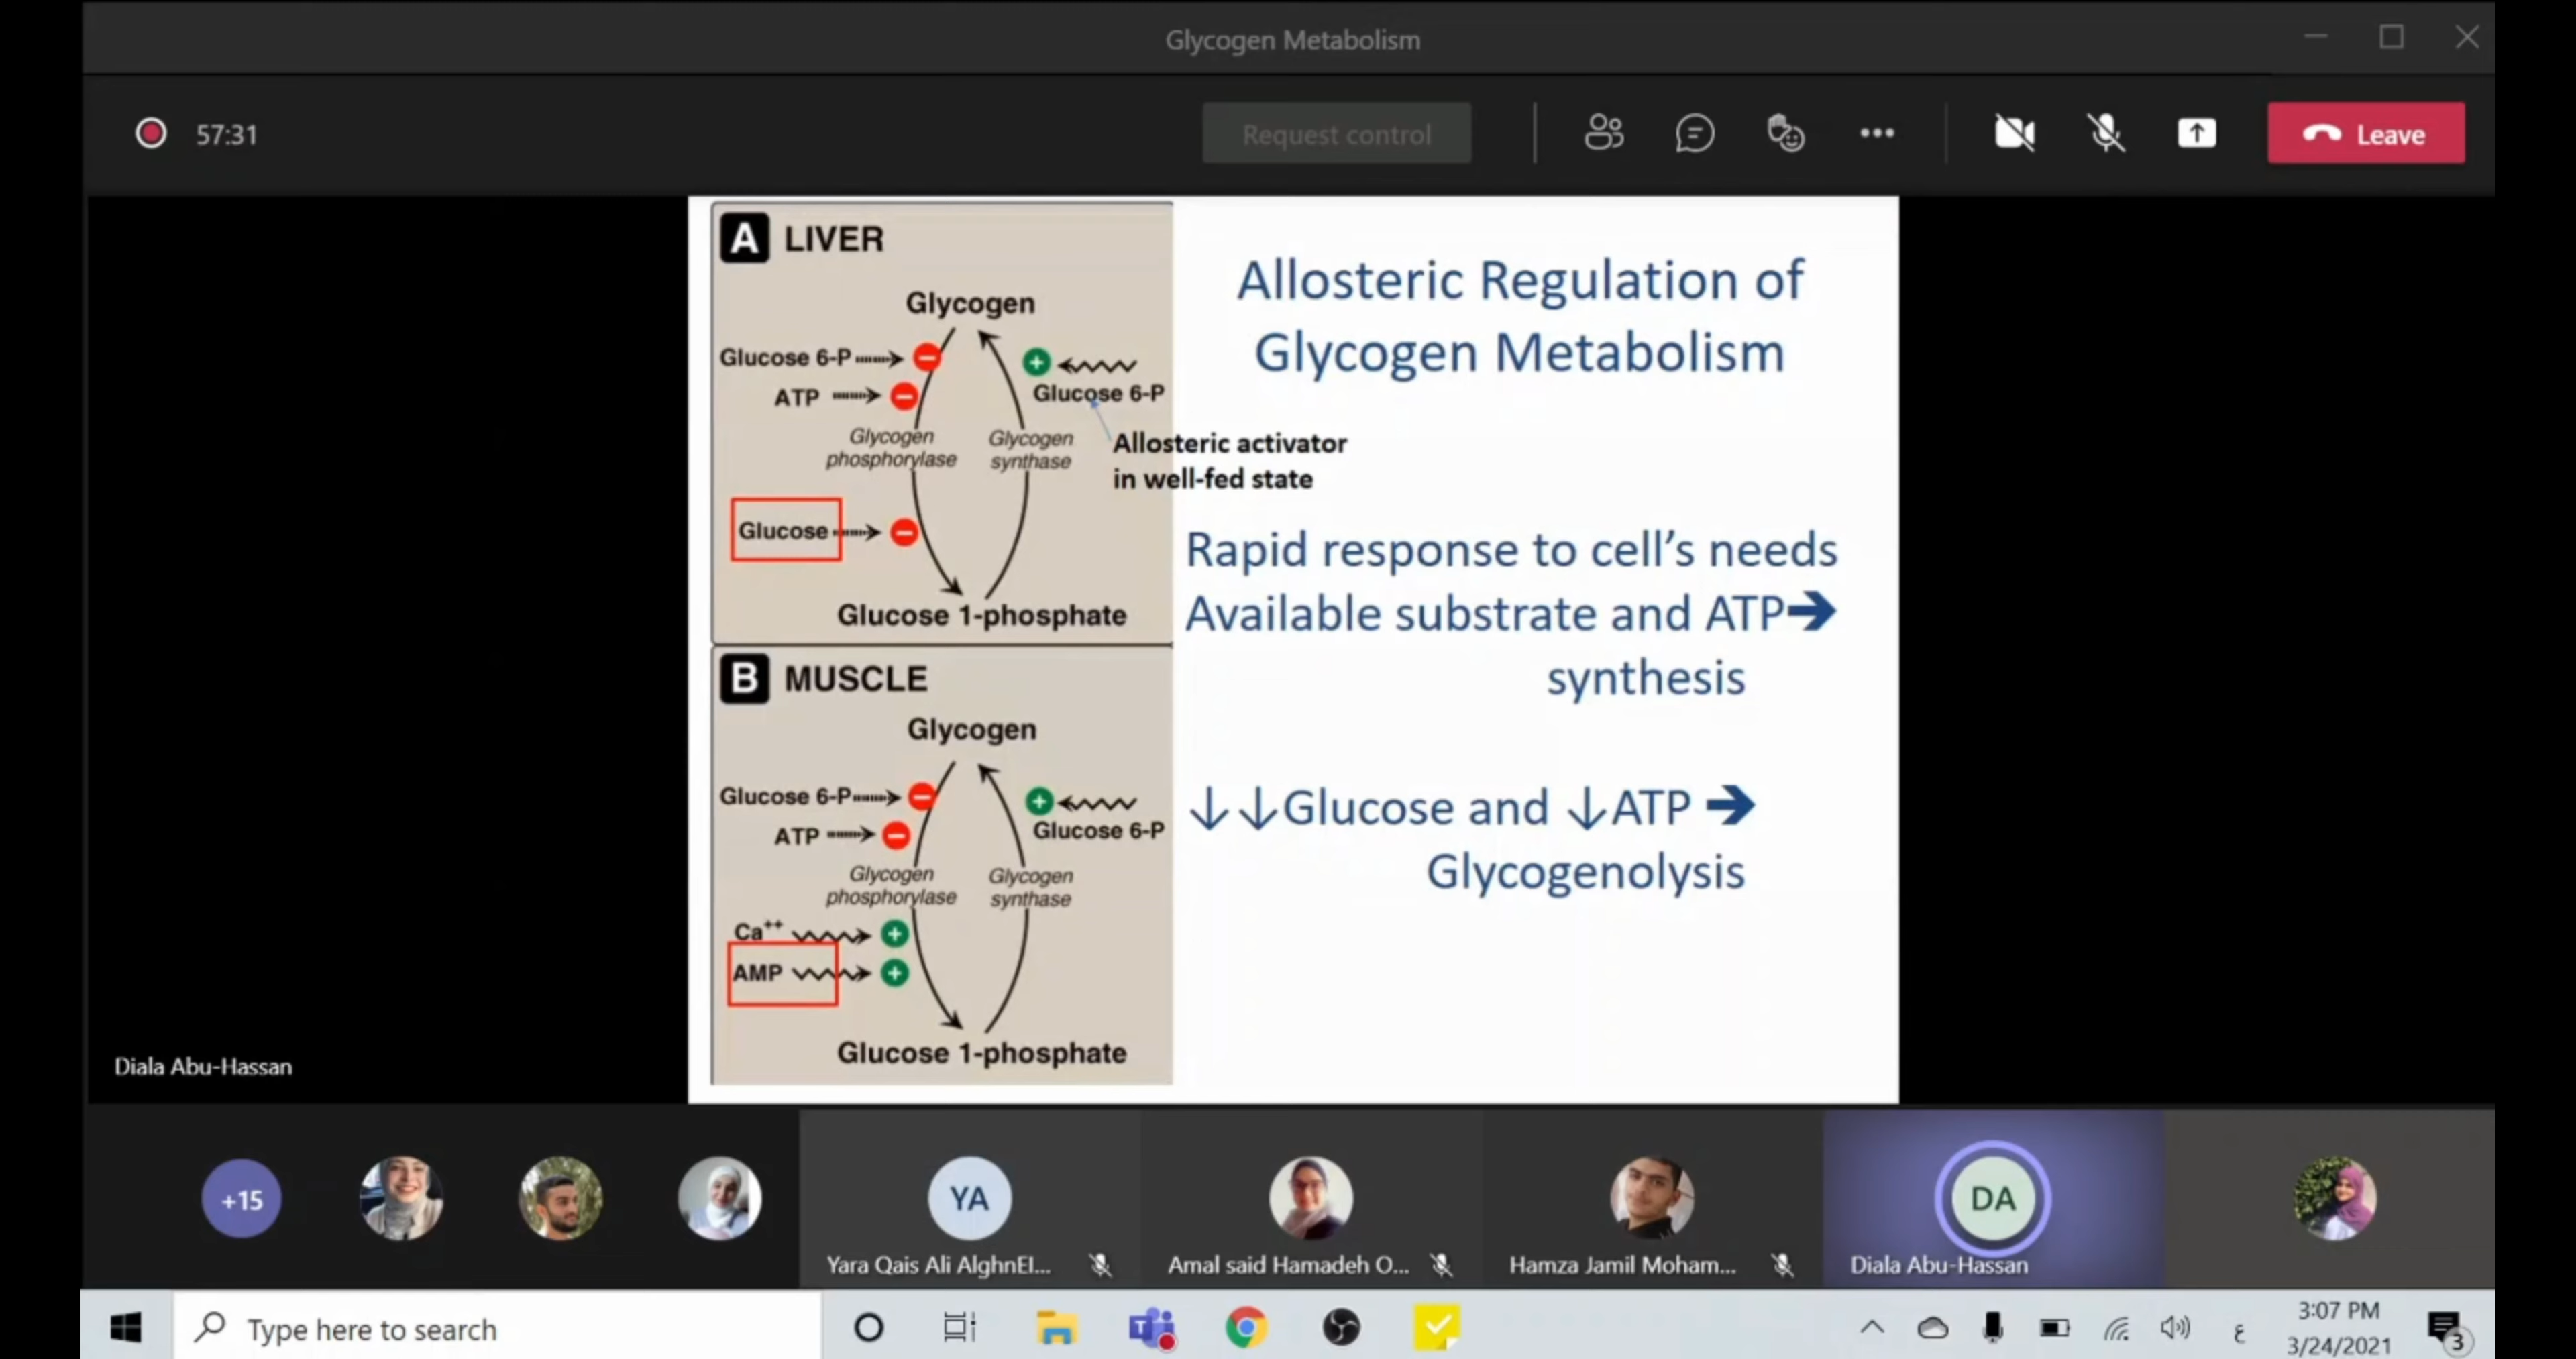 Glycogen Metabolism
57:31
Request control
Leave
A LIVER
Glycogen
Glucose 6-P
ATP
Glucose 6-P
Glycogen
phosphorylase
Glycogen
synthase
Allosteric activator
in well-fed state
Glucose
Glucose 1-phosphate
B MUSCLE
Glycogen
Glucose 6-P
ATP
Glucose 6-P
Glycogen
phosphorylase
Glycogen
synthase
Ca++
AMP
Glucose 1-phosphate
Allosteric Regulation of
Glycogen Metabolism
Rapid response to cell's needs
Available substrate and ATP➔
synthesis
↓↓Glucose and ↓ATP ➔
Glycogenolysis
Diala Abu-Hassan
+15
YA
Yara Qais Ali AlghnEI...
Amal said Hamadeh O...
Hamza Jamil Moham...
DA
Diala Abu-Hassan
Type here to search
ع
3:07 PM
3/24/2021
3